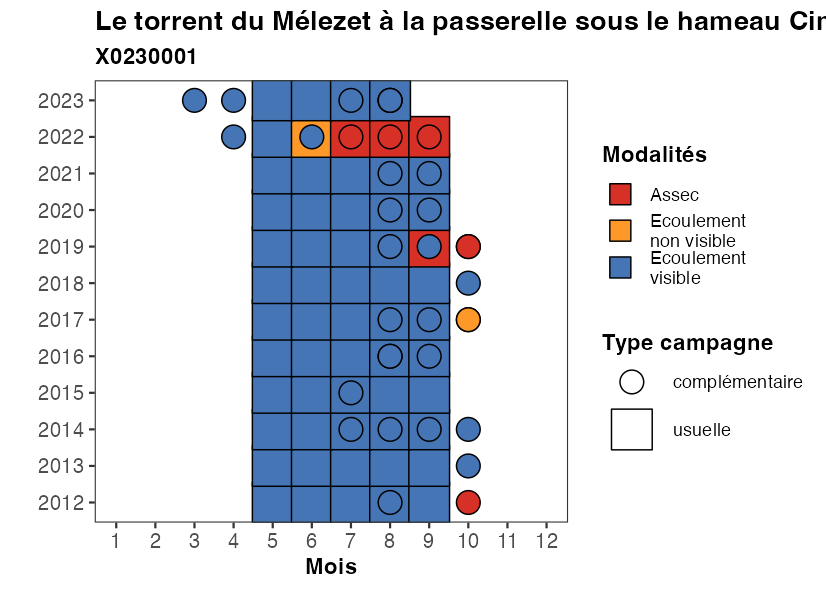 Le torrent du Mélezet à la passerelle sous le hameau
X0230001
2023
2022
2021
2020
2019
2018
2017
2016
2015
2014
2013
2012
1 2 3 4 5 6 7 8 9 10 11 12
Mois
Modalités
Assec
Ecoulement
non visible
Ecoulement
visible
Type campagne
complémentaire
usuelle